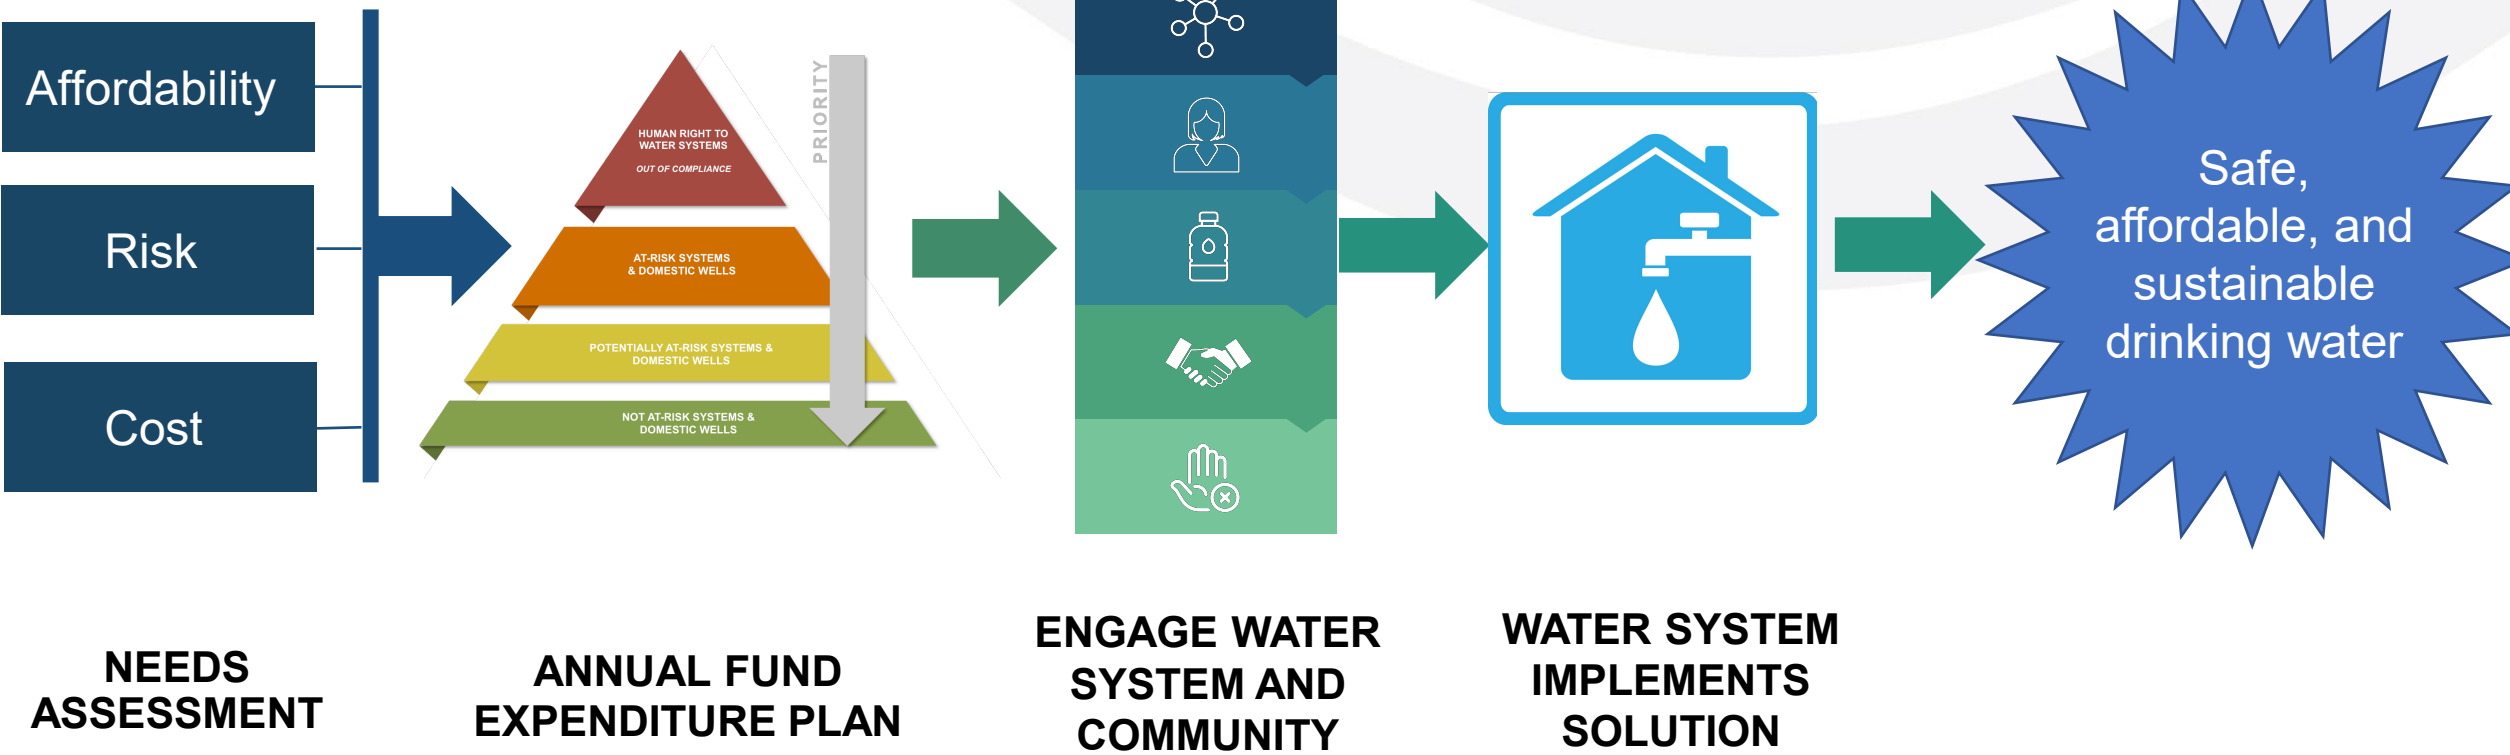 Affordability
Risk
Cost
PRIORITY
HUMAN RIGHT TO
WATER SYSTEMS
OUT OF COMPLIANCE
AT-RISK SYSTEMS
& DOMESTIC WELLS
POTENTIALLY AT-RISK SYSTEMS &
DOMESTIC WELLS
NOT AT-RISK SYSTEMS &
DOMESTIC WELLS
Safe,
affordable, and
sustainable
drinking water
NEEDS
ASSESSMENT
ANNUAL FUND
EXPENDITURE PLAN
ENGAGE WATER
SYSTEM AND
COMMUNITY
WATER SYSTEM
IMPLEMENTS
SOLUTION